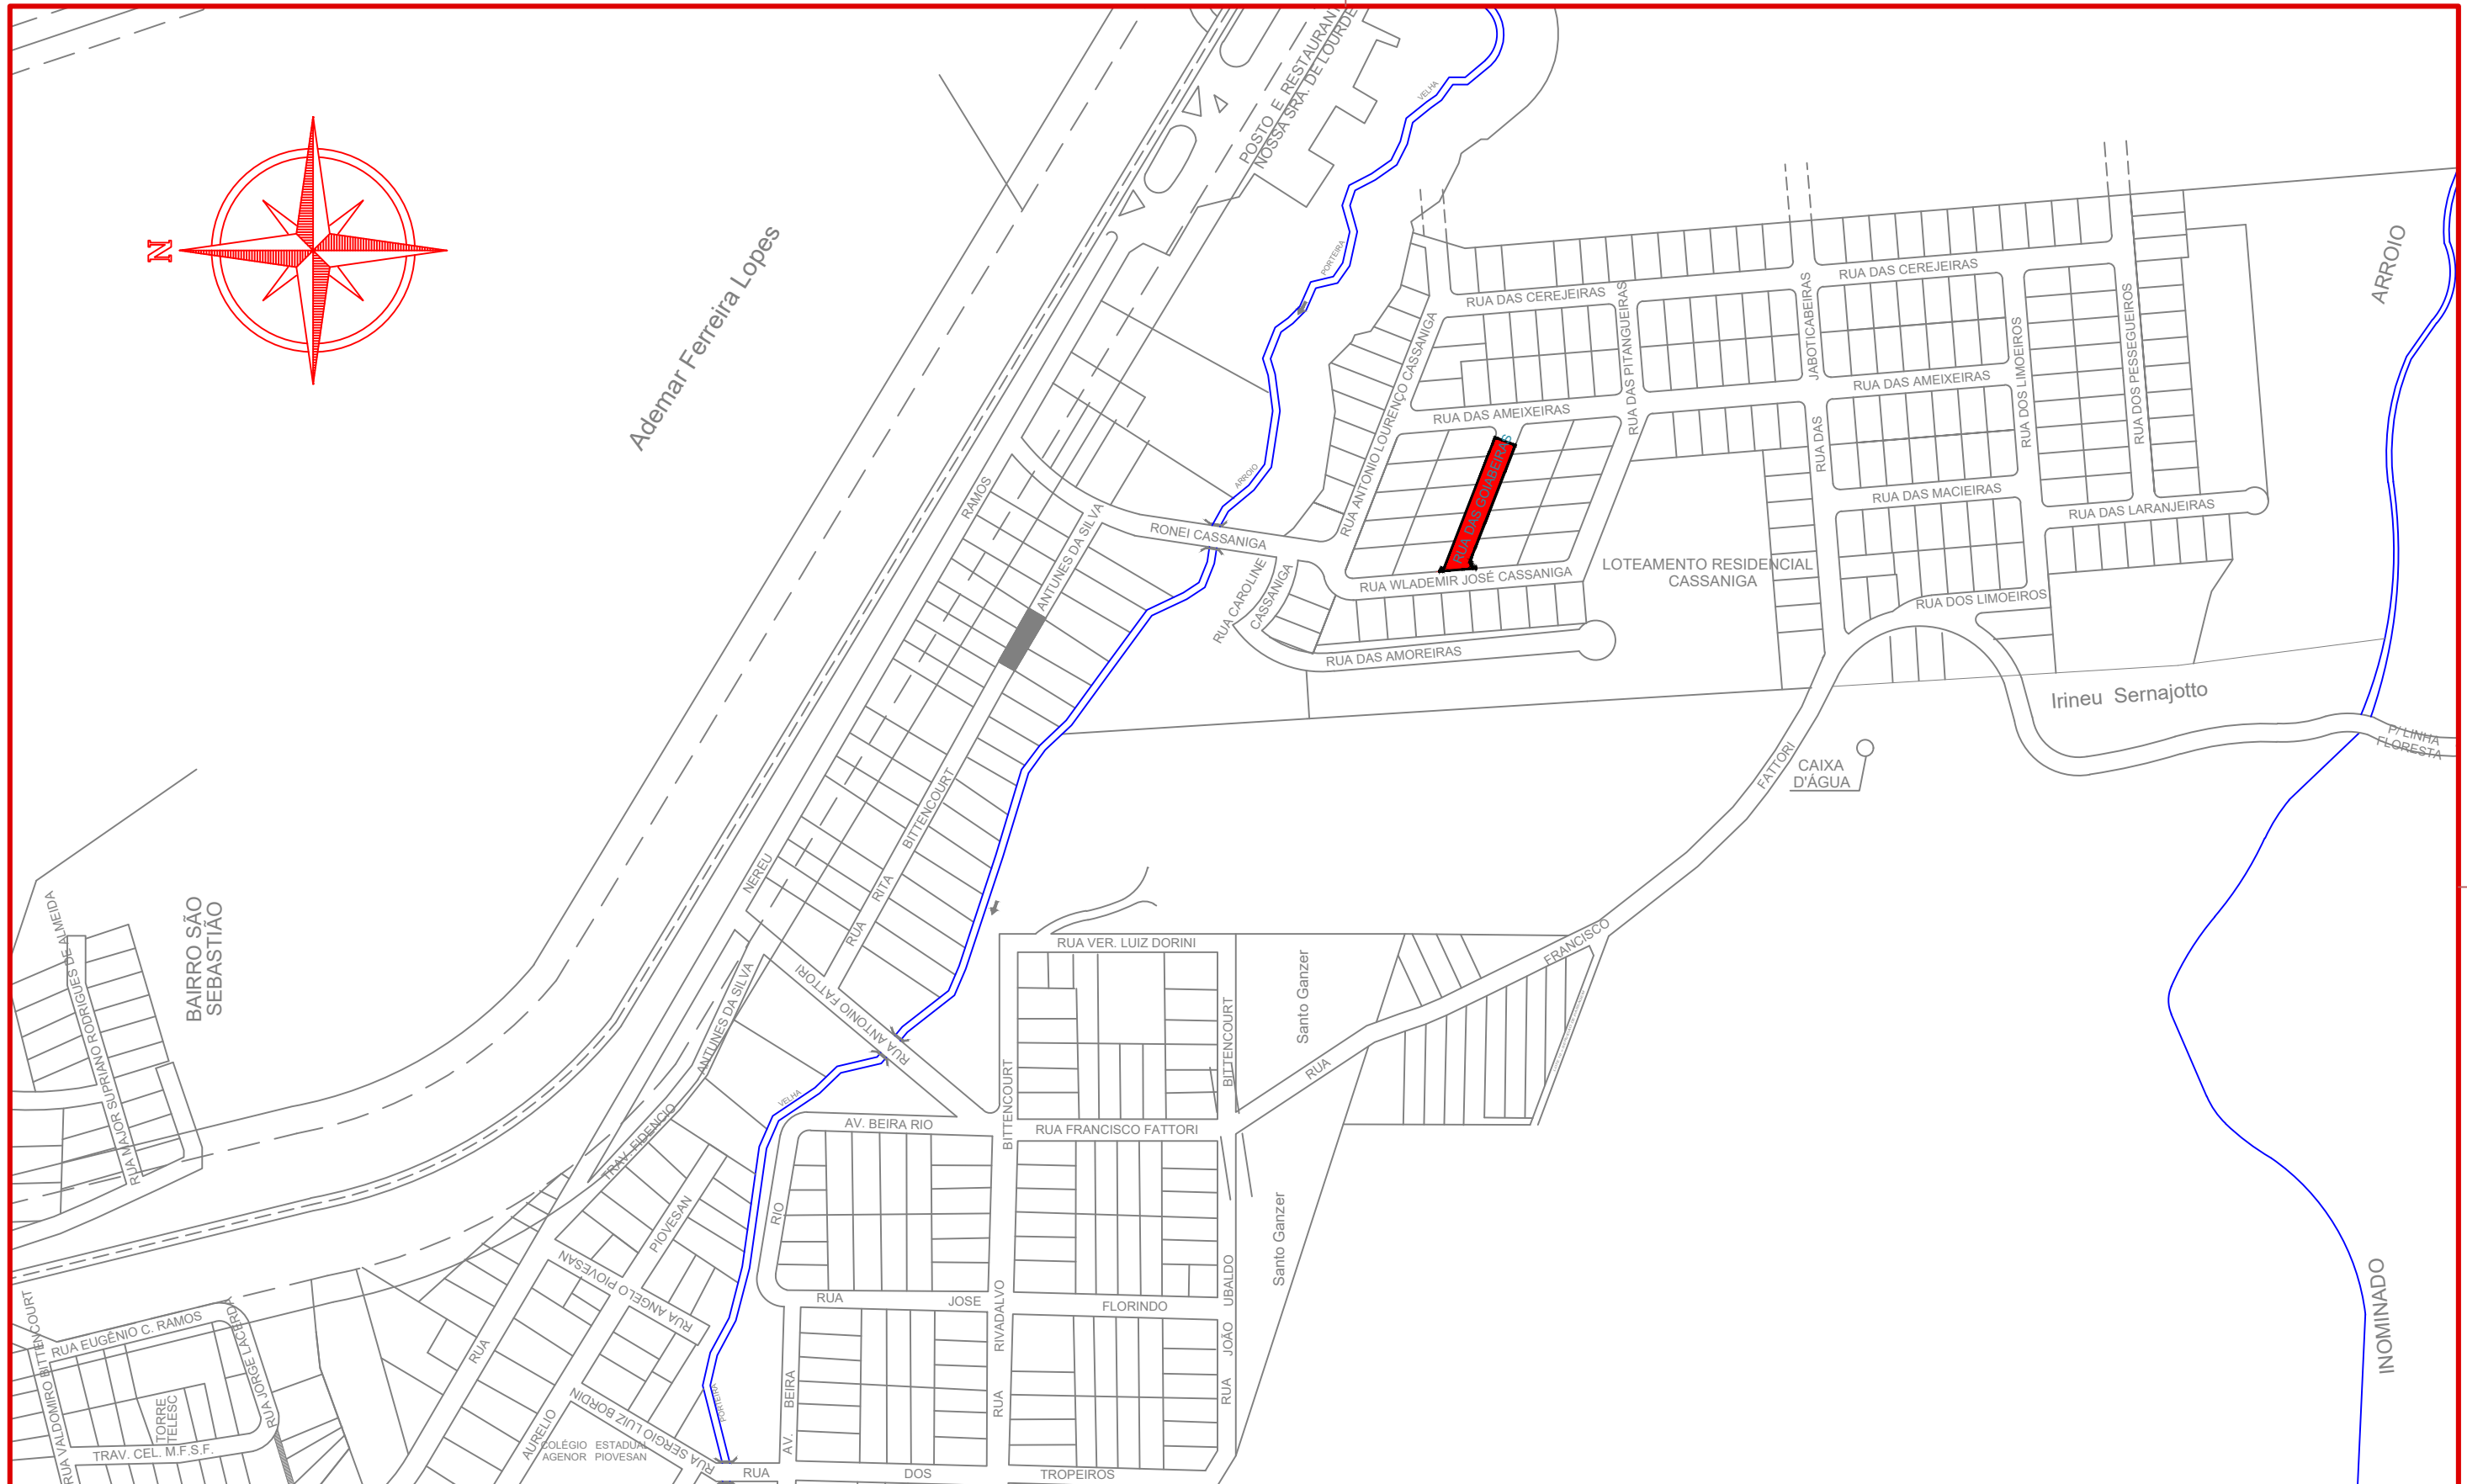 N
Ademar Ferreira Lopes
POSTO E RESTAURANT
NOSSA SRA. DE LOURDE
VELHA
PORTEIRA
ARROIO
ARROIO
RUA DAS CEREJEIRAS
RUA DAS CEREJEIRAS
RUA ANTONIO LOURENÇO CASSANIGA
RUA DAS PITANGUEIRAS
JABOTICABEIRAS
RUA DAS
RUA DOS LIMOEIROS
RUA DOS PESSEGUEIROS
RUA DAS AMEIXEIRAS
RUA DAS AMEIXEIRAS
RUA DAS GOIABEIRAS
RUA DAS MACIEIRAS
RUA DAS LARANJEIRAS
RAMOS
ANTUNES DA SILVA
RONEI CASSANIGA
RUA CAROLINE
CASSANIGA
RUA WLADEMIR JOSÉ CASSANIGA
LOTEAMENTO RESIDENCIAL
CASSANIGA
RUA DOS LIMOEIROS
RUA DAS AMOREIRAS
Irineu Sernajotto
P/ LINHA
FLORESTA
FATTORI
CAIXA
D'ÁGUA
BITTENCOURT
NEREU
RITA
RUA
BAIRRO SÃO
SEBASTIÃO
RUA MAJOR SUPRIANO RODRIGUES DE ALMEIDA
RUA VER. LUIZ DORINI
FRANCISCO
RUA
Santo Ganzer
BITTENCOURT
ANTUNES DA SILVA
RUA ANTONIO FATTORI
VELHA
BITTENCOURT
AV. BEIRA RIO
RUA FRANCISCO FATTORI
TRAV. FIDENCIO
PIOVESAN
RUA ANGELO PIOVESAN
RIO
Santo Ganzer
UBALDO
JOÃO
RUA
RUA
JOSE
FLORINDO
RIVADALVO
RUA
INOMINADO
RUA EUGÊNIO C. RAMOS
RUA VALDOMIRO BITTENCOURT
RUA JORGE LACERDA
TORRE
TELESC
TRAV. CEL. M.F.S.F.
RUA
AURELIO
PORTEIRA
BEIRA
AV.
RUA SERGIO LUIZ BORDIN
COLÉGIO ESTADUAL
AGENOR PIOVESAN
RUA
DOS
TROPEIROS